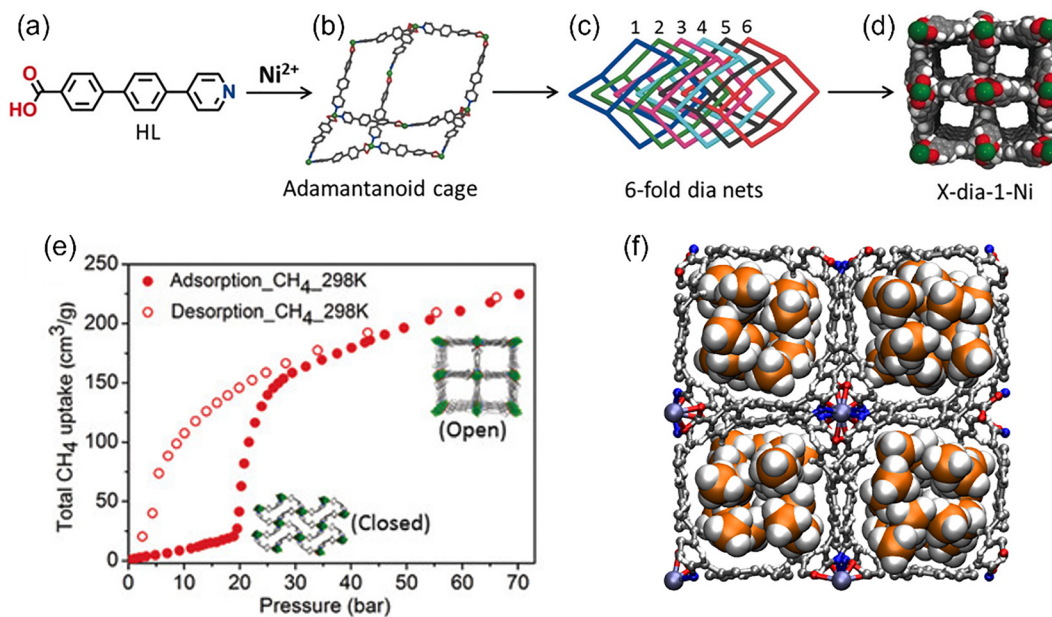 (a)
(b)
(c)
(d)
O
HO
N
HL
Ni2+
1 2 3 4 5 6
Adamantanoid cage
6-fold dia nets
X-dia-1-Ni
(e)
(f)
Total CH4 uptake (cm3/g)
250
200
150
100
50
0
Adsorption_CH4_298K
Desorption_CH4_298K
(Open)
(Closed)
0 10 20 30 40 50 60 70
Pressure (bar)